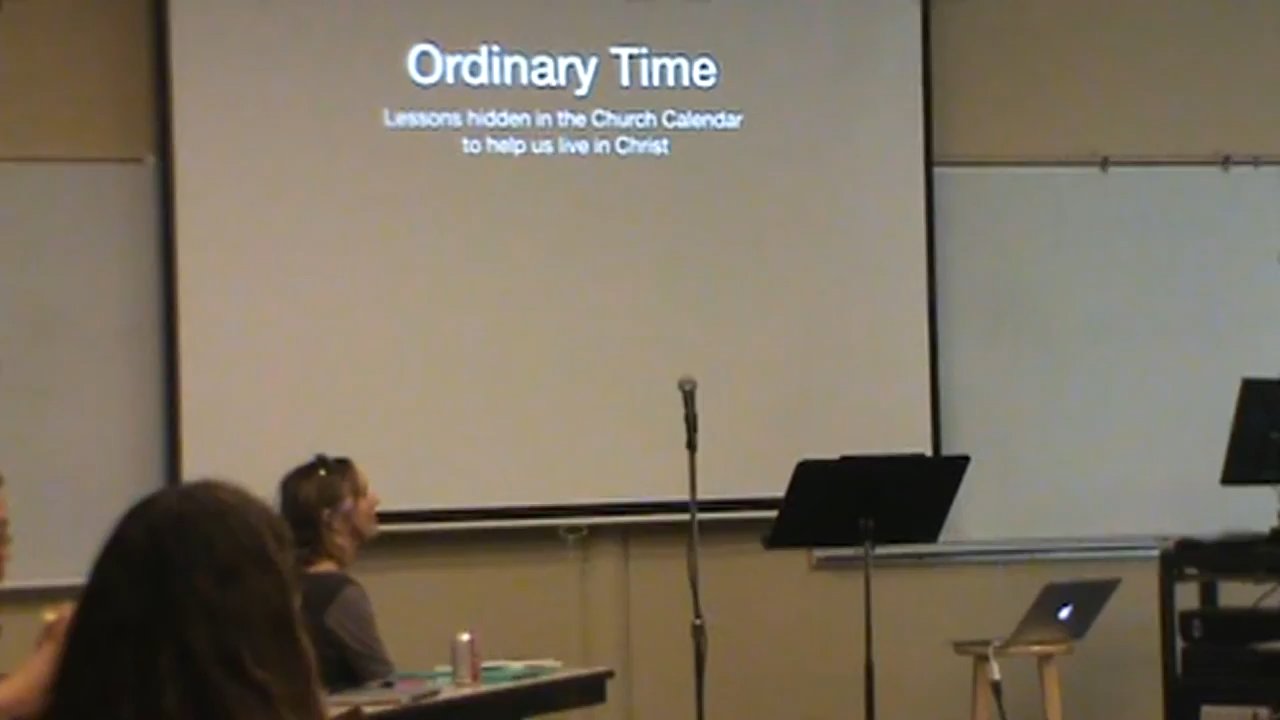 Ordinary Time
Lessons hidden in the Church Calendar
to help us live in Christ